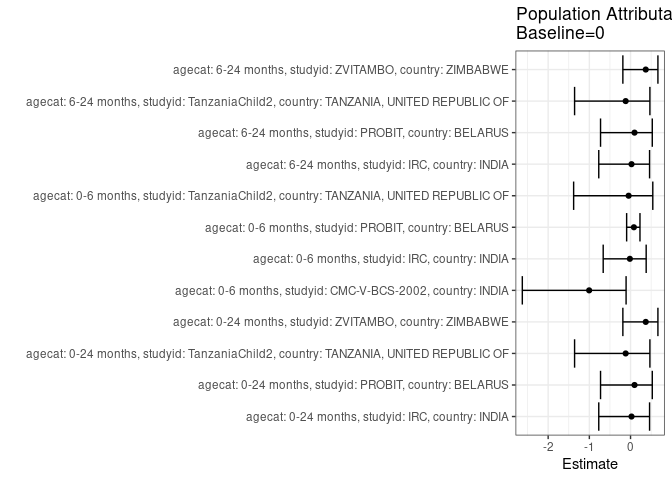 Population Attributa
Baseline=0
agecat: 6-24 months, studyid: ZVITAMBO, country: ZIMBABWE
agecat: 6-24 months, studyid: TanzaniaChild2, country: TANZANIA, UNITED REPUBLIC OF
agecat: 6-24 months, studyid: PROBIT, country: BELARUS
agecat: 6-24 months, studyid: IRC, country: INDIA
agecat: 0-6 months, studyid: TanzaniaChild2, country: TANZANIA, UNITED REPUBLIC OF
agecat: 0-6 months, studyid: PROBIT, country: BELARUS
agecat: 0-6 months, studyid: IRC, country: INDIA
agecat: 0-6 months, studyid: CMC-V-BCS-2002, country: INDIA
agecat: 0-24 months, studyid: ZVITAMBO, country: ZIMBABWE
agecat: 0-24 months, studyid: TanzaniaChild2, country: TANZANIA, UNITED REPUBLIC OF
agecat: 0-24 months, studyid: PROBIT, country: BELARUS
agecat: 0-24 months, studyid: IRC, country: INDIA
-2 -1 0
Estimate